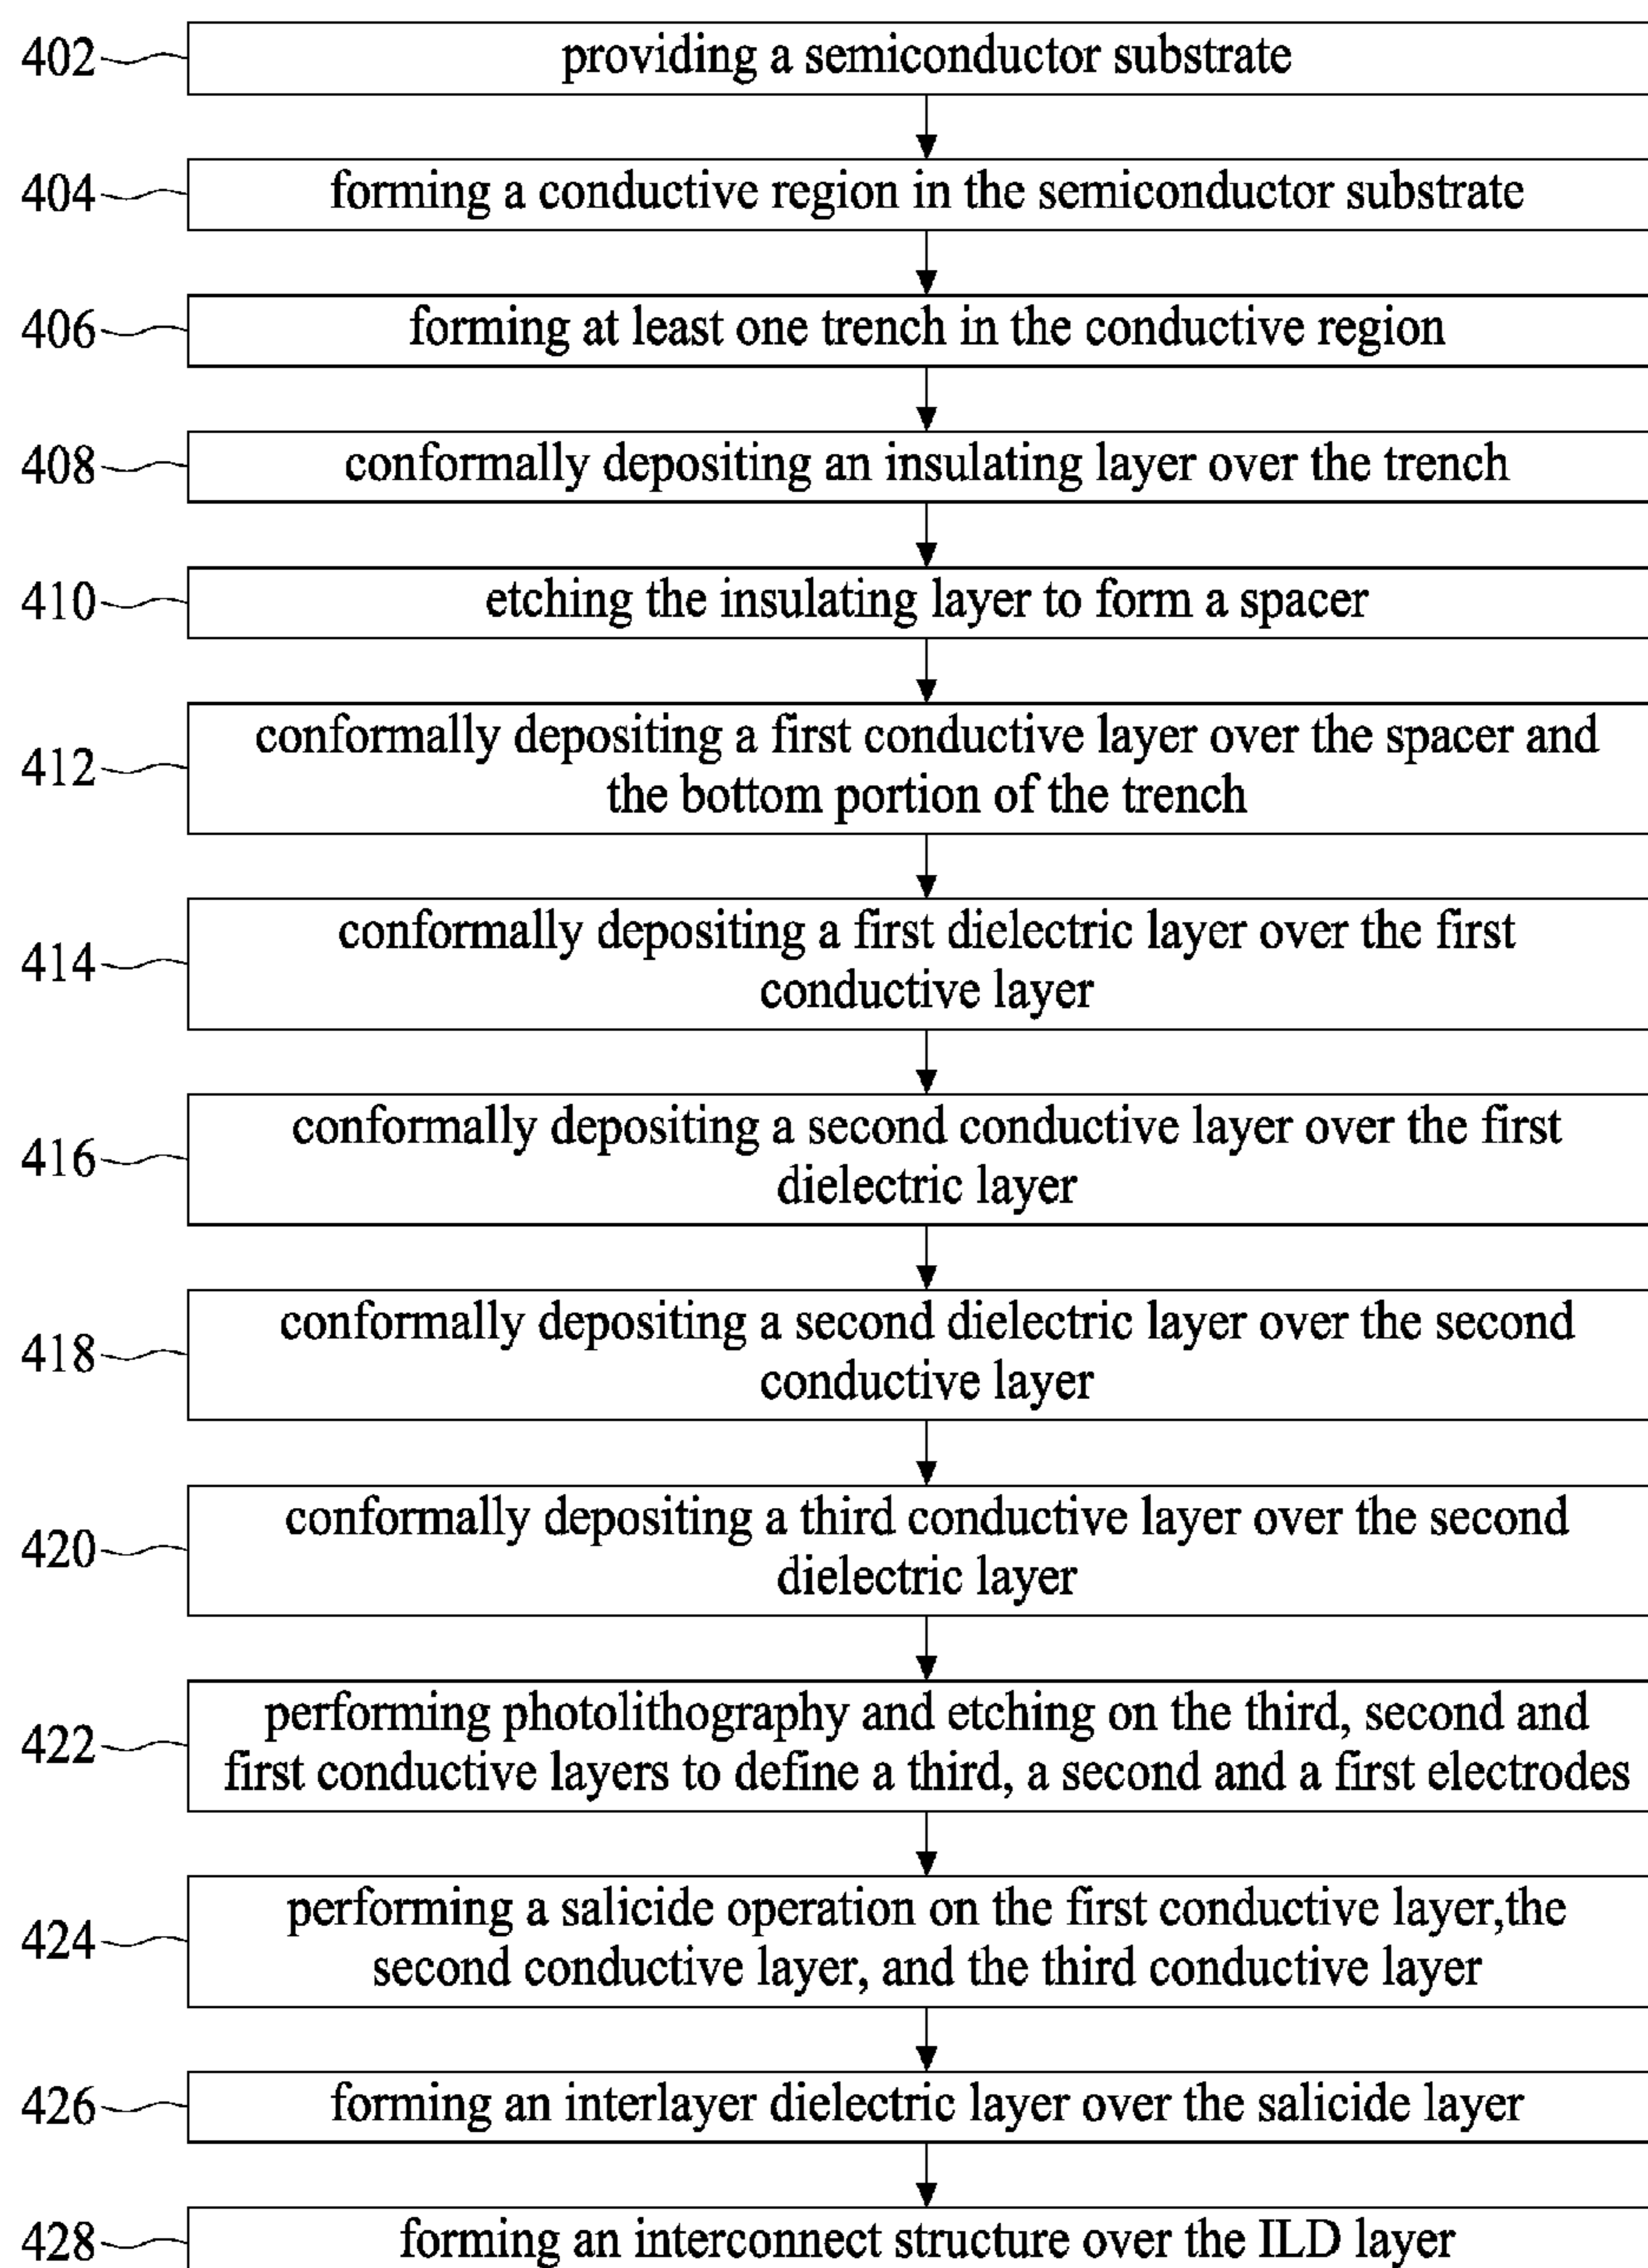 402 providing a semiconductor substrate
404 forming a conductive region in the semiconductor substrate
406 forming at least one trench in the conductive region
408 conformally depositing an insulating layer over the trench
410 etching the insulating layer to form a spacer
412 conformally depositing a first conductive layer over the spacer and
the bottom portion of the trench
414 conformally depositing a first dielectric layer over the first
conductive layer
416 conformally depositing a second conductive layer over the first
dielectric layer
418 conformally depositing a second dielectric layer over the second
conductive layer
420 conformally depositing a third conductive layer over the second
dielectric layer
422 performing photolithography and etching on the third, second and
first conductive layers to define a third, a second and a first electrodes
424 performing a salicide operation on the first conductive layer,the
second conductive layer, and the third conductive layer
426 forming an interlayer dielectric layer over the salicide layer
428 forming an interconnect structure over the ILD layer